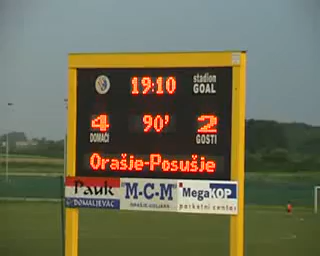 19:10
stadion
GOAL
4 90' 2
DOMAĆI GOSTI
Orašje-Posušje
Pauk
DOMALJEVAC
M-C-M
MegaKOP
parketni centar